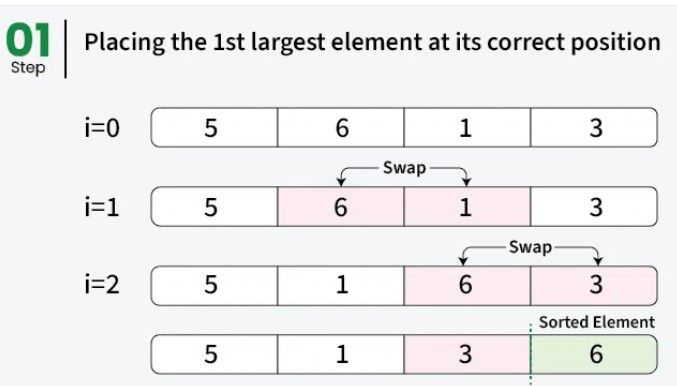 01
Step
Placing the 1st largest element at its correct position
i=0 5 6 1 3
Swap
i=1 5 6 1 3
Swap
i=2 5 1 6 3
Sorted Element
5 1 3 6